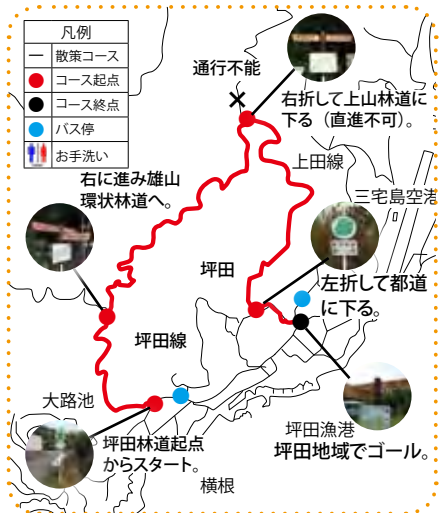 凡例
散策コース
コース起点
コース終点
バス停
お手洗い
通行不能
右折して上山林道に
下る（直進不可）。
上田線
三宅島空港
右に進み雄山
環状林道へ。
坪田
左折して都道
に下る。
坪田線
大路池
坪田林道起点
からスタート。
坪田漁港
坪田地域でゴール。
横根